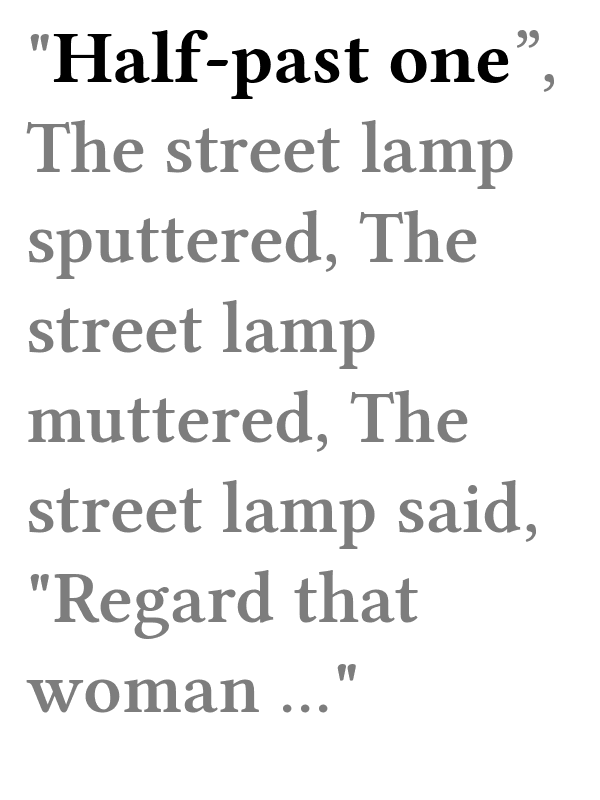 "Half-past one”,
The street lamp
sputtered, The
street lamp
muttered, The
street lamp said,
"Regard that
woman ..."